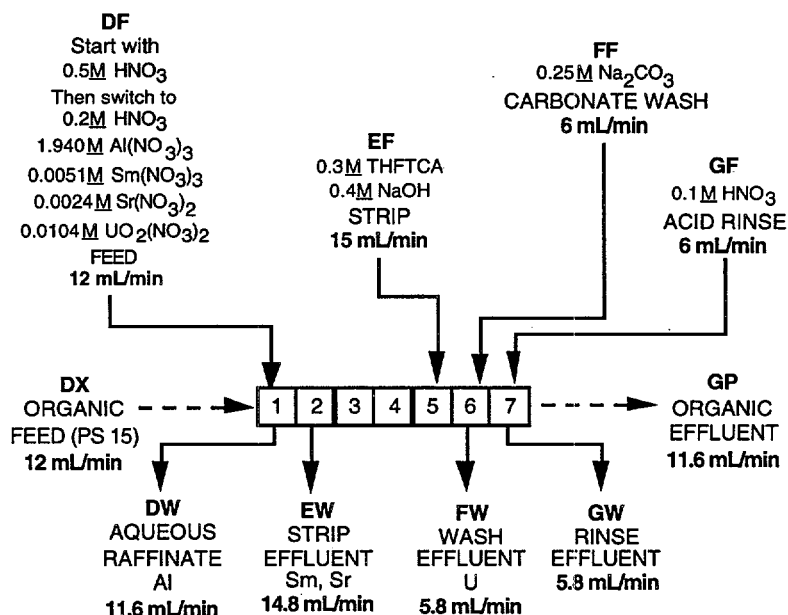 DF
Start with
0.5M HNO3
Then switch to
0.2M HNO3
1.940M Al(NO3)3
0.0051M Sm(NO3)3
0.0024M Sr(NO3)2
0.0104M UO2(NO3)2
FEED
12 mL/min
EF
0.3M THFTCA
0.4M NaOH
STRIP
15 mL/min
FF
0.25M Na2CO3
CARBONATE WASH
6 mL/min
GF
0.1M HNO3
ACID RINSE
6 mL/min
DX
ORGANIC
FEED (PS 15)
12 mL/min
1 2 3 4 5 6 7
GP
ORGANIC
EFFLUENT
11.6 mL/min
DW
AQUEOUS
RAFFINATE
Al
11.6 mL/min
EW
STRIP
EFFLUENT
Sm, Sr
14.8 mL/min
FW
WASH
EFFLUENT
U
5.8 mL/min
GW
RINSE
EFFLUENT
5.8 mL/min